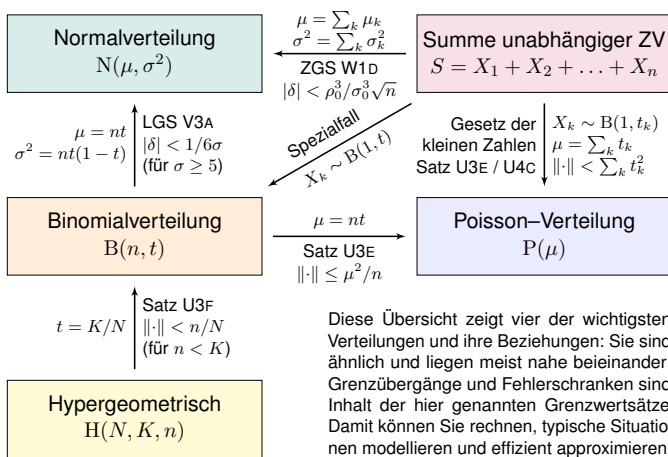 Normalverteilung
N(μ, σ²)
μ = ∑ₖ μₖ
σ² = ∑ₖ σₖ²
ZGS W1D
|δ| < ρ₀³/σ₀³√n
Summe unabhängiger ZV
S = X₁ + X₂ + … + Xₙ
μ = nt
σ² = nt(1 − t)
LGS V3A
|δ| < 1/6σ
(für σ ≥ 5)
Spezialfall
Xₖ ∼ B(1, t)
Gesetz der
kleinen Zahlen
Satz U3E / U4C
Xₖ ∼ B(1, tₖ)
μ = ∑ₖ tₖ
‖·‖ < ∑ₖ tₖ²
Binomialverteilung
B(n, t)
μ = nt
Satz U3E
‖·‖ ≤ μ²/n
Poisson–Verteilung
P(μ)
t = K/N
Satz U3F
‖·‖ < n/N
(für n < K)
Hypergeometrisch
H(N, K, n)
Diese Übersicht zeigt vier der wichtigsten
Verteilungen und ihre Beziehungen: Sie sind
ähnlich und liegen meist nahe beieinander.
Grenzübergänge und Fehlerschranken sind
Inhalt der hier genannten Grenzwertsätze.
Damit können Sie rechnen, typische Situatio-
nen modellieren und effizient approximieren.